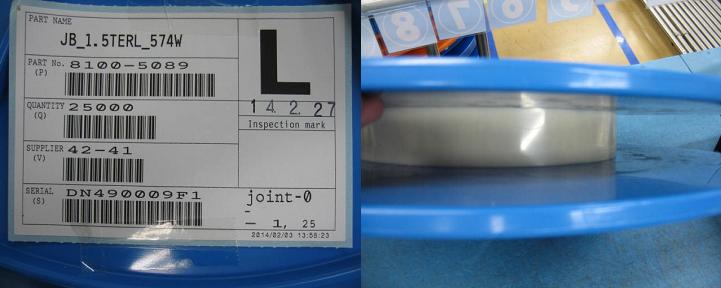 PART NAME
JB_1.5TERL_574W
PART No. 8100-5089
(P)
L
QUANTITY 25000
(Q)
14. 2. 27
Inspection mark
SUPPLIER 42-41
(V)
SERIAL DN490009F1
(S)
joint-0
-
- 1, 25
2014/02/03 13:58:23
8
7
6